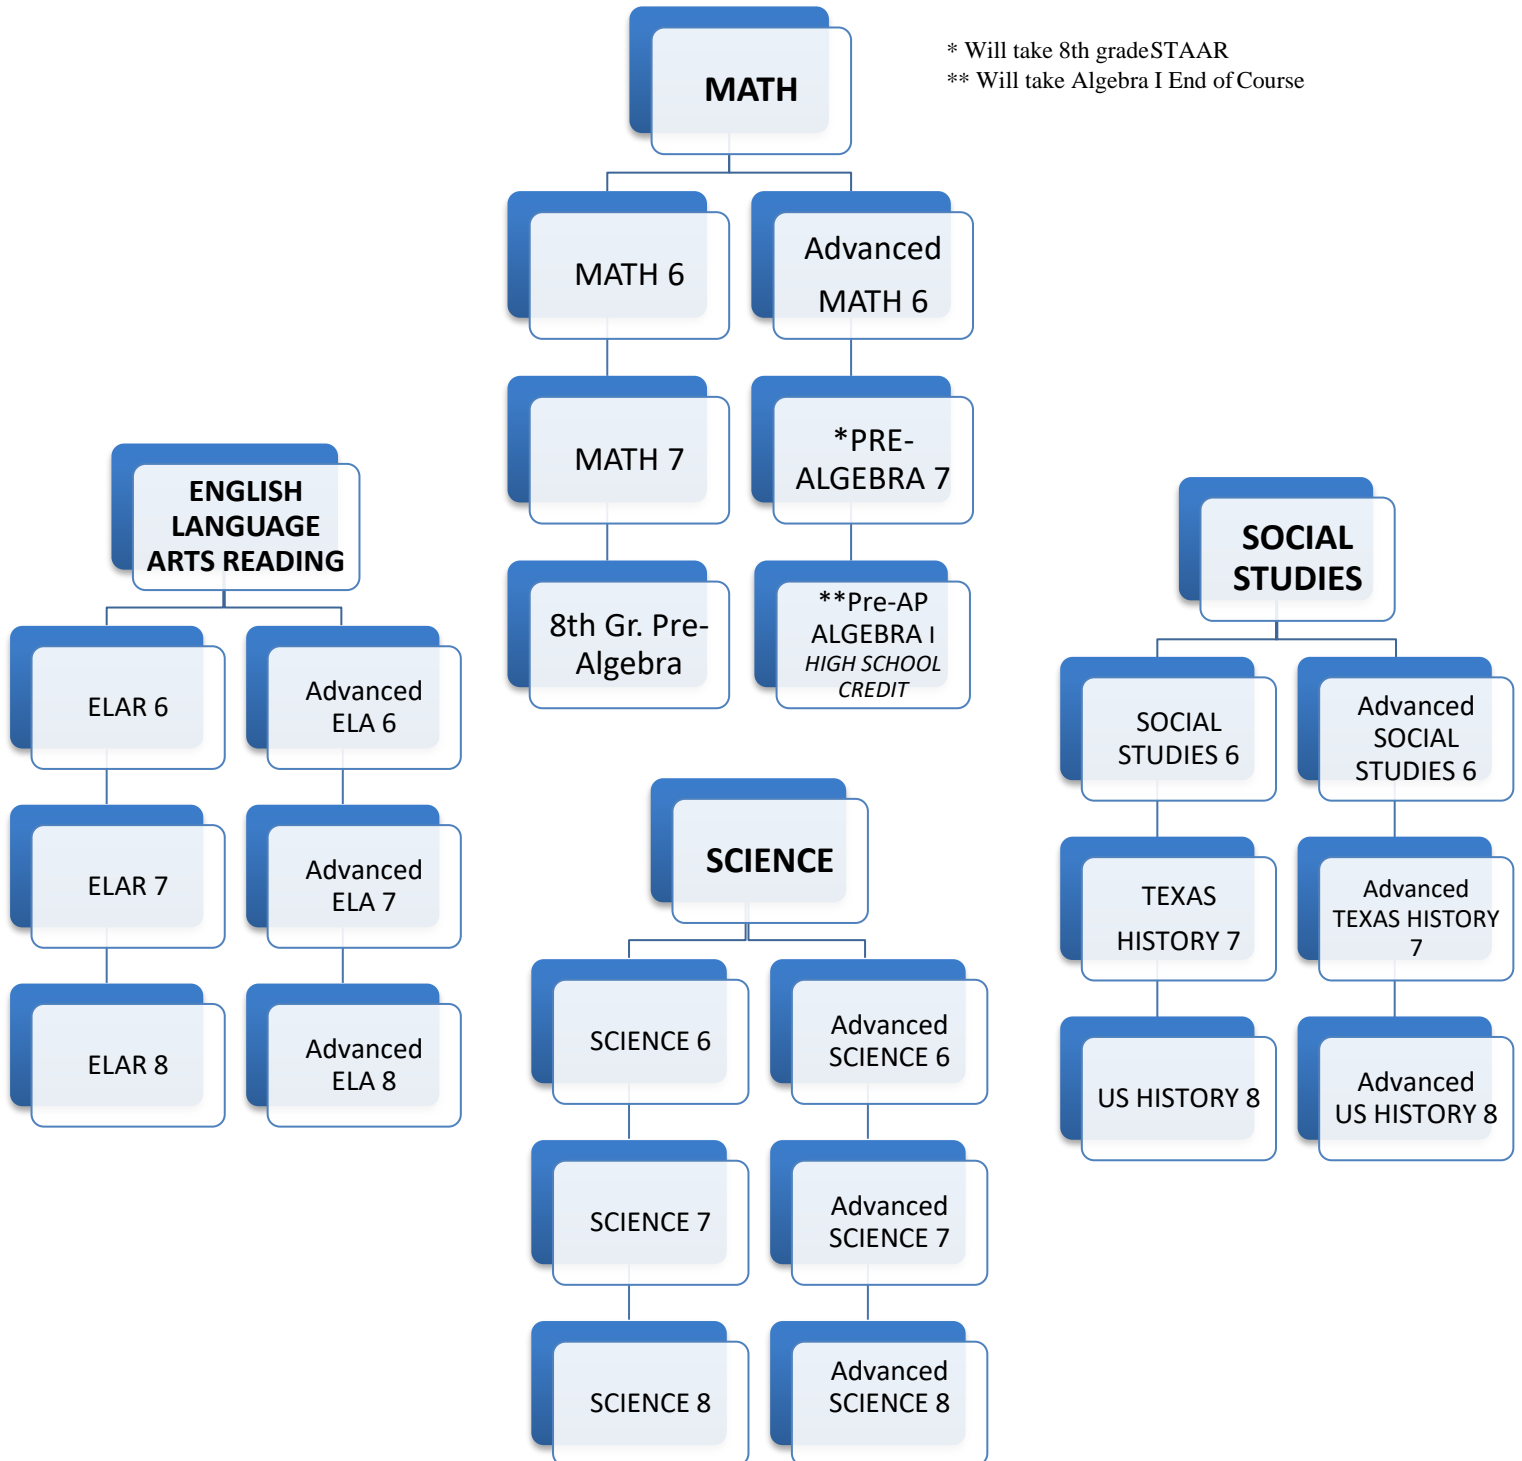 * Will take 8th gradeSTAAR
** Will take Algebra I End of Course
MATH
MATH 6
Advanced
MATH 6
MATH 7
*PRE-
ALGEBRA 7
8th Gr. Pre-
Algebra
**Pre-AP
ALGEBRA I
HIGH SCHOOL
CREDIT
ENGLISH
LANGUAGE
ARTS READING
ELAR 6
Advanced
ELA 6
ELAR 7
Advanced
ELA 7
ELAR 8
Advanced
ELA 8
SCIENCE
SCIENCE 6
Advanced
SCIENCE 6
SCIENCE 7
Advanced
SCIENCE 7
SCIENCE 8
Advanced
SCIENCE 8
SOCIAL
STUDIES
SOCIAL
STUDIES 6
Advanced
SOCIAL
STUDIES 6
TEXAS
HISTORY 7
Advanced
TEXAS HISTORY
7
US HISTORY 8
Advanced
US HISTORY 8